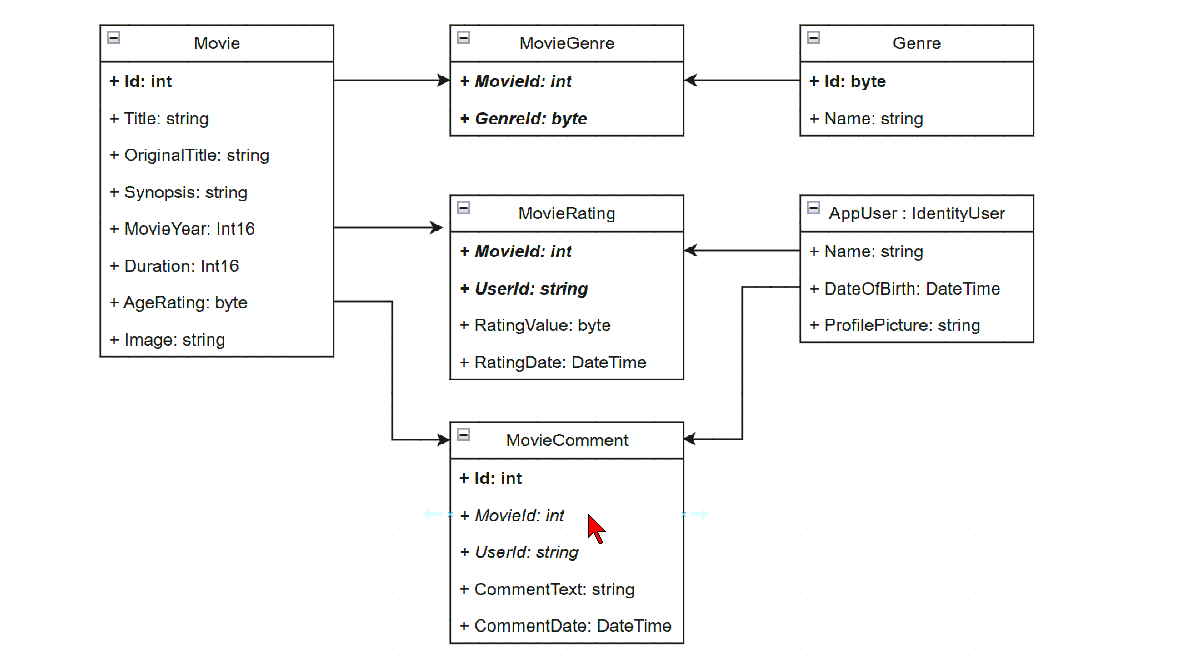 Movie
+ Id: int
+ Title: string
+ OriginalTitle: string
+ Synopsis: string
+ MovieYear: Int16
+ Duration: Int16
+ AgeRating: byte
+ Image: string
MovieGenre
+ MovieId: int
+ GenreId: byte
Genre
+ Id: byte
+ Name: string
MovieRating
+ MovieId: int
+ UserId: string
+ RatingValue: byte
+ RatingDate: DateTime
AppUser : IdentityUser
+ Name: string
+ DateOfBirth: DateTime
+ ProfilePicture: string
MovieComment
+ Id: int
+ MovieId: int
+ UserId: string
+ CommentText: string
+ CommentDate: DateTime